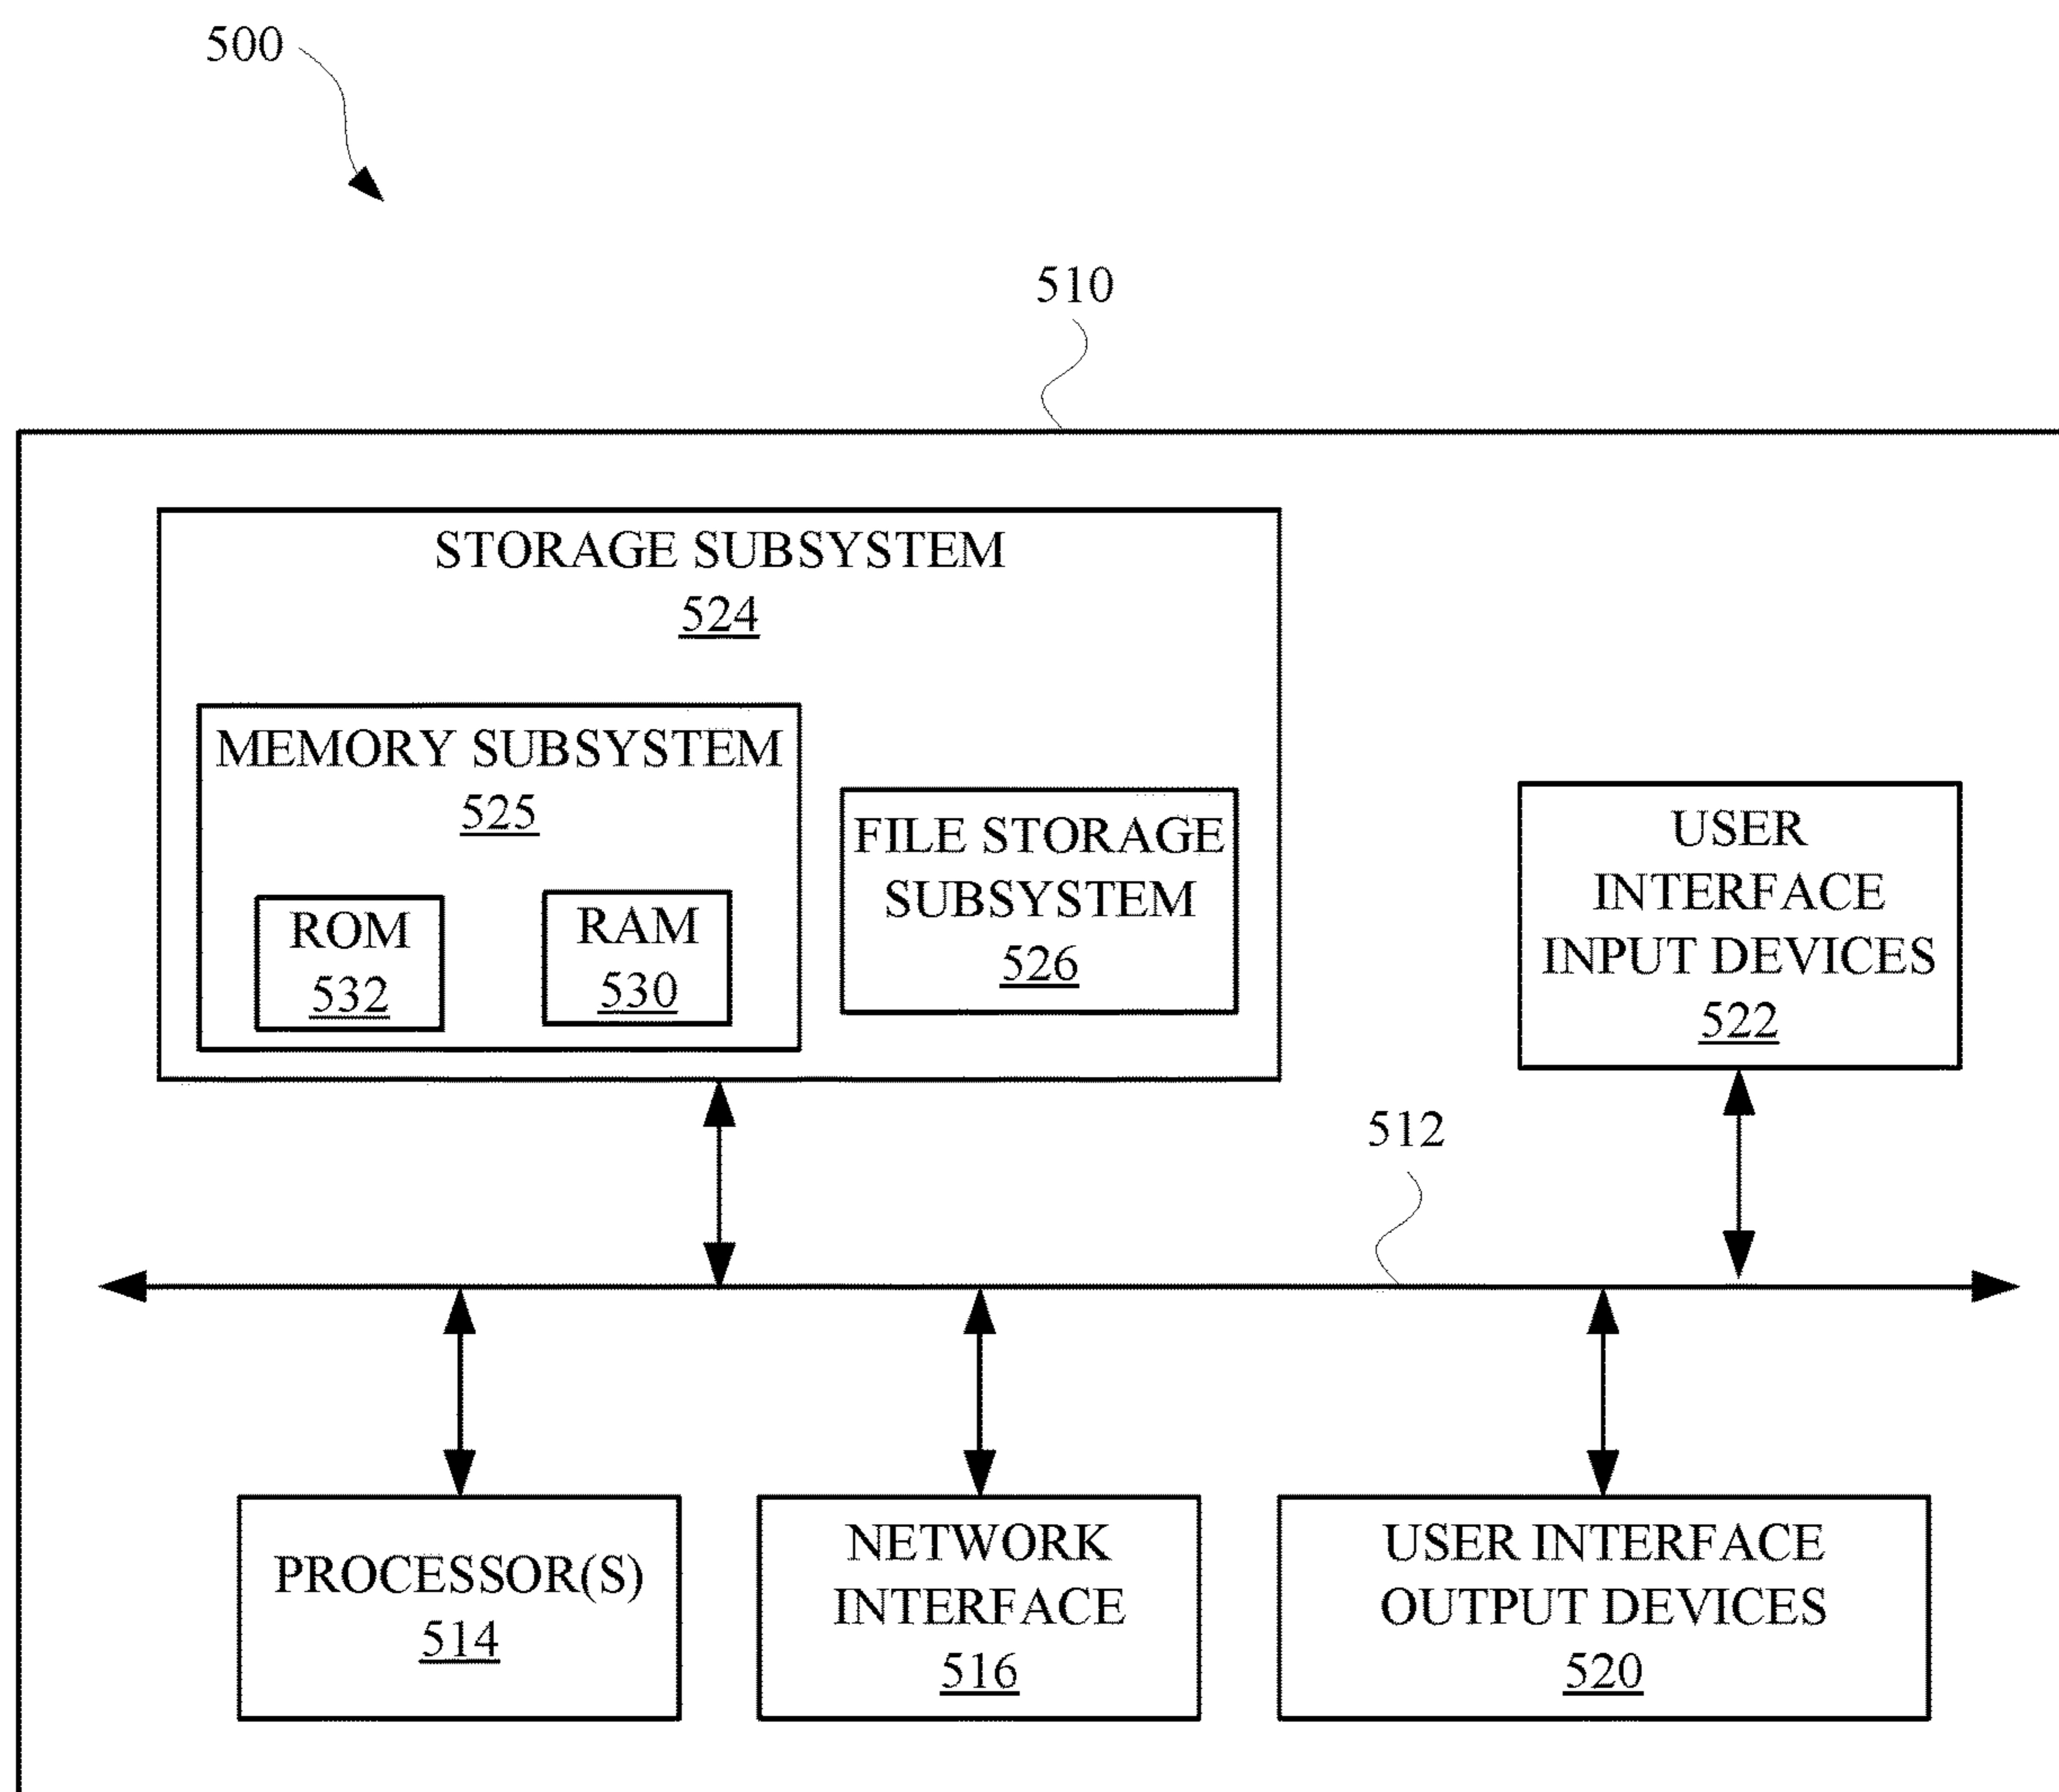 500
510
STORAGE SUBSYSTEM
524
MEMORY SUBSYSTEM
525
ROM
532
RAM
530
FILE STORAGE
SUBSYSTEM
526
USER
INTERFACE
INPUT DEVICES
522
512
PROCESSOR(S)
514
NETWORK
INTERFACE
516
USER INTERFACE
OUTPUT DEVICES
520